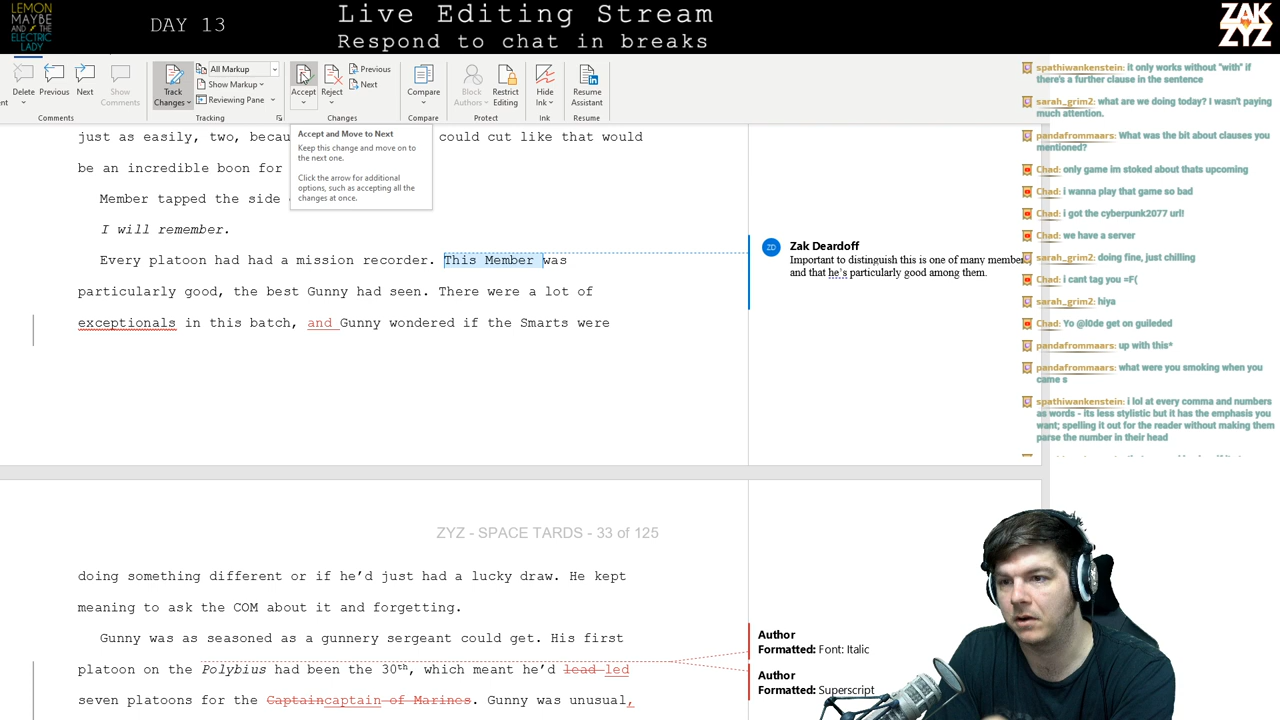 LEMON
MAYBE
AND THE
ELECTRIC
LADY
DAY 13
Live Editing Stream
Respond to chat in breaks
ZAK
ZYZ
Delete
Previous
Next
Show
Comments
Comments
Track
Changes
All Markup
Show Markup
Reviewing Pane
Tracking
Accept
Reject
Previous
Next
Changes
Compare
Compare
Block
Authors
Restrict
Editing
Protect
Hide
Ink
Ink
Resume
Assistant
Resume
Accept and Move to Next
Keep this change and move on to
the next one.
Click the arrow for additional
options, such as accepting all the
changes at once.
just as easily, two, becau could cut like that would
be an incredible boon for
Member tapped the side
I will remember.
Every platoon had had a mission recorder. This Member was
particularly good, the best Gunny had seen. There were a lot of
exceptionals in this batch, and Gunny wondered if the Smarts were
ZD
Zak Deardoff
Important to distinguish this is one of many member
and that he's particularly good among them.
ZYZ - SPACE TARDS - 33 of 125
doing something different or if he’d just had a lucky draw. He kept
meaning to ask the COM about it and forgetting.
Gunny was as seasoned as a gunnery sergeant could get. His first
platoon on the Polybius had been the 30th, which meant he’d lead led
seven platoons for the Captaincaptain of Marines. Gunny was unusual,
Author
Formatted: Font: Italic
Author
Formatted: Superscript
spathiwankenstein: it only works without "with" if
there's a further clause in the sentence
sarah_grim2: what are we doing today? I wasn't paying
much attention.
pandafrommaars: What was the bit about clauses you
mentioned?
Chad: only game im stoked about thats upcoming
Chad: i wanna play that game so bad
Chad: i got the cyberpunk2077 url!
Chad: we have a server
sarah_grim2: doing fine, just chilling
Chad: i cant tag you =F(
sarah_grim2: hiya
Chad: Yo @l0de get on guileded
pandafrommaars: up with this*
pandafrommaars: what were you smoking when you
came s
spathiwankenstein: i lol at every comma and numbers
as words - its less stylistic but it has the emphasis you
want; spelling it out for the reader without making them
parse the number in their head